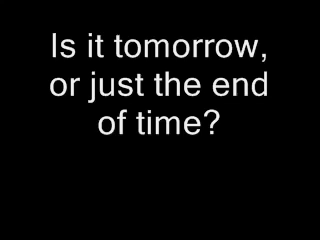 Is it tomorrow,
or just the end
of time?